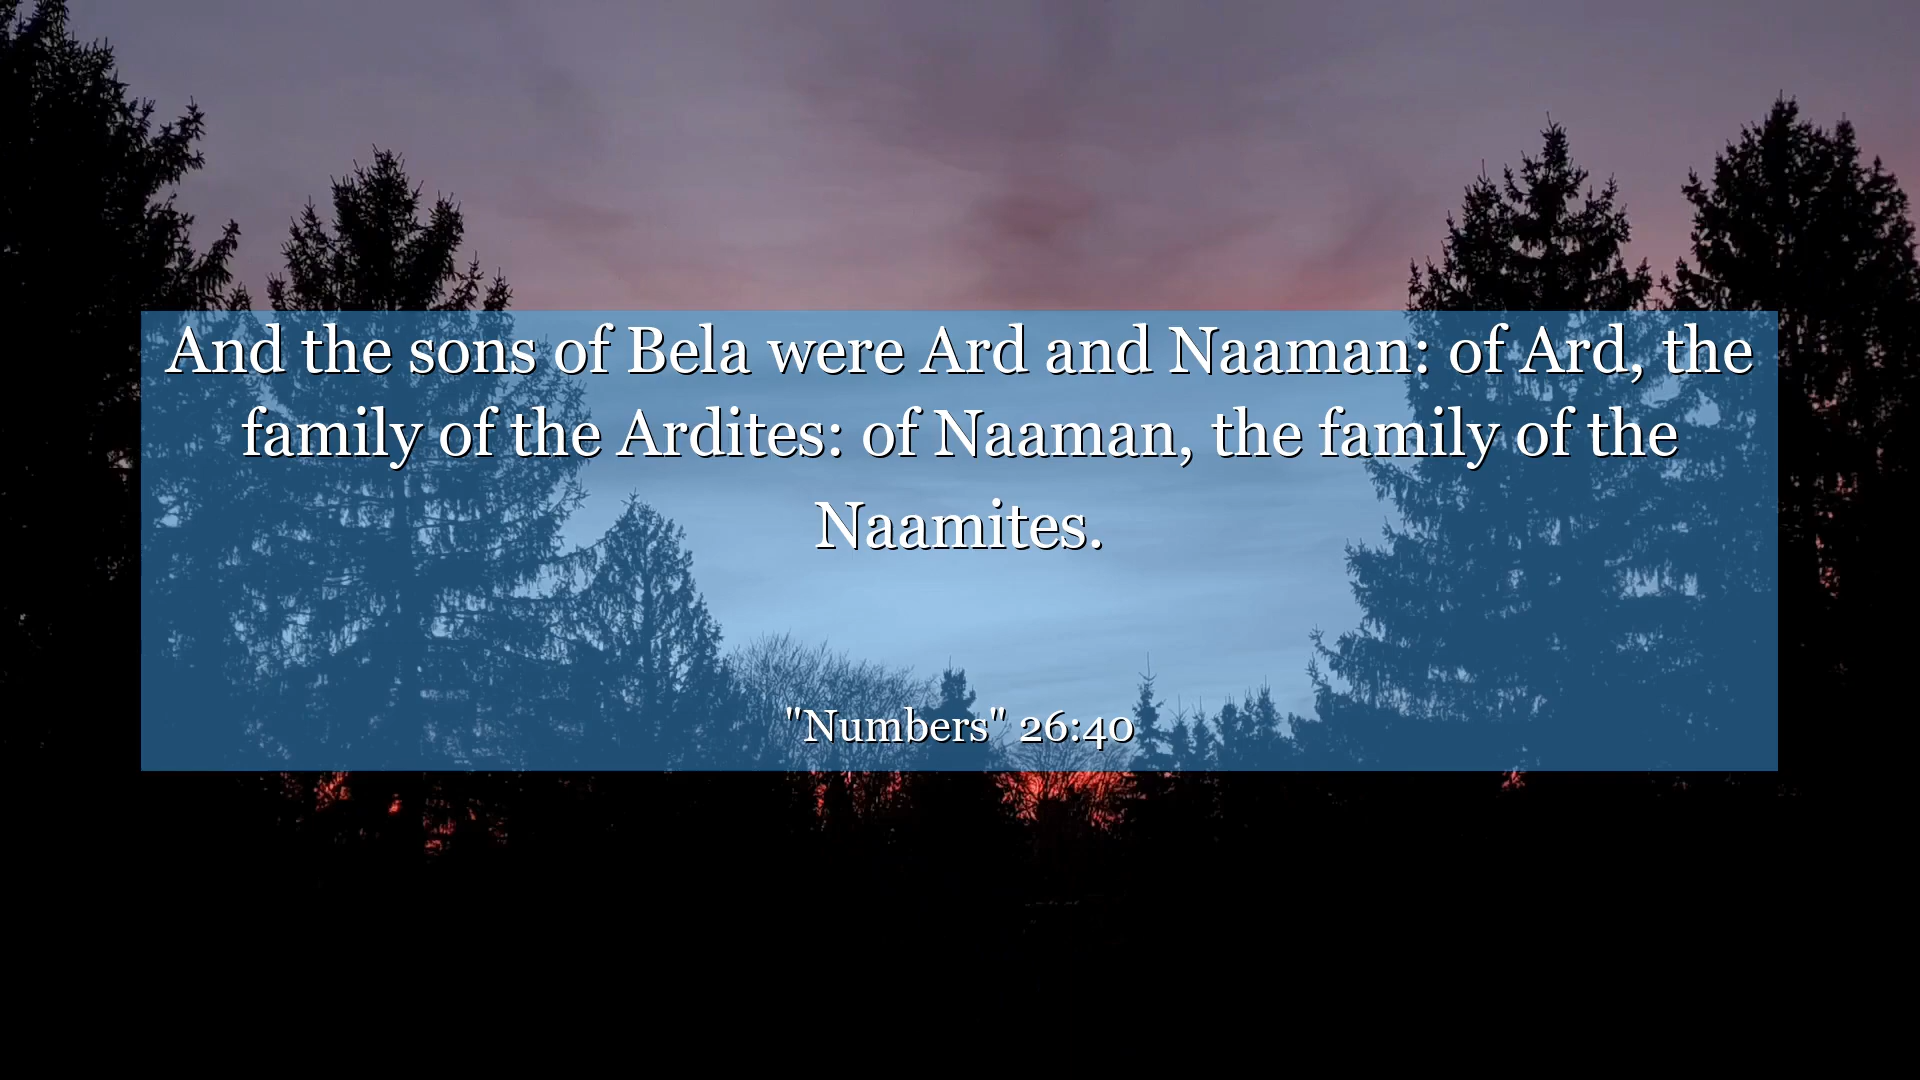 And the sons of Bela were Ard and Naaman: of Ard, the
family of the Ardites: of Naaman, the family of the
Naamites.
"Numbers" 26:40